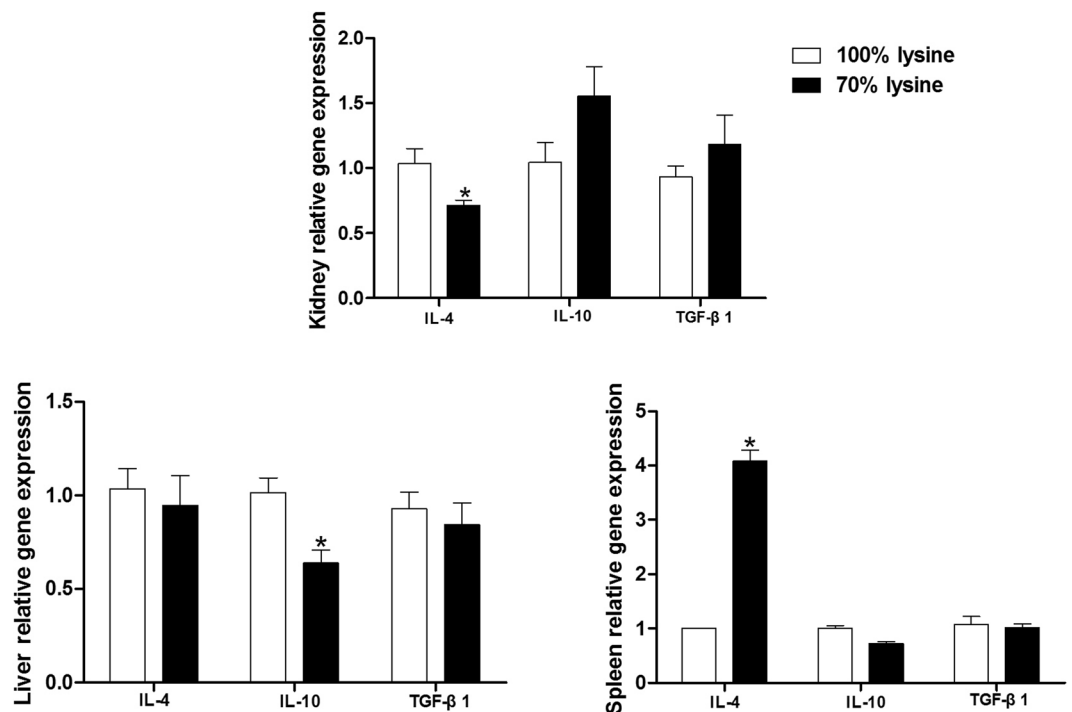 Kidney relative gene expression
2.0
1.5
1.0
0.5
0.0
*
IL-4
IL-10
TGF-β 1
100% lysine
70% lysine
Liver relative gene expression
1.5
1.0
0.5
0.0
*
IL-4
IL-10
TGF-β 1
Spleen relative gene expression
5
4
3
2
1
0
*
IL-4
IL-10
TGF-β 1